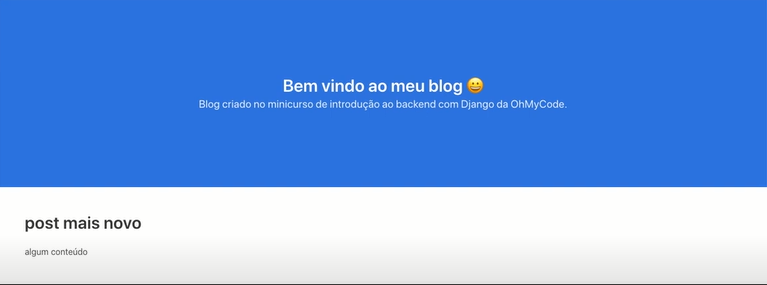 Bem vindo ao meu blog 😀
Blog criado no minicurso de introdução ao backend com Django da OhMyCode.
post mais novo
algum conteúdo